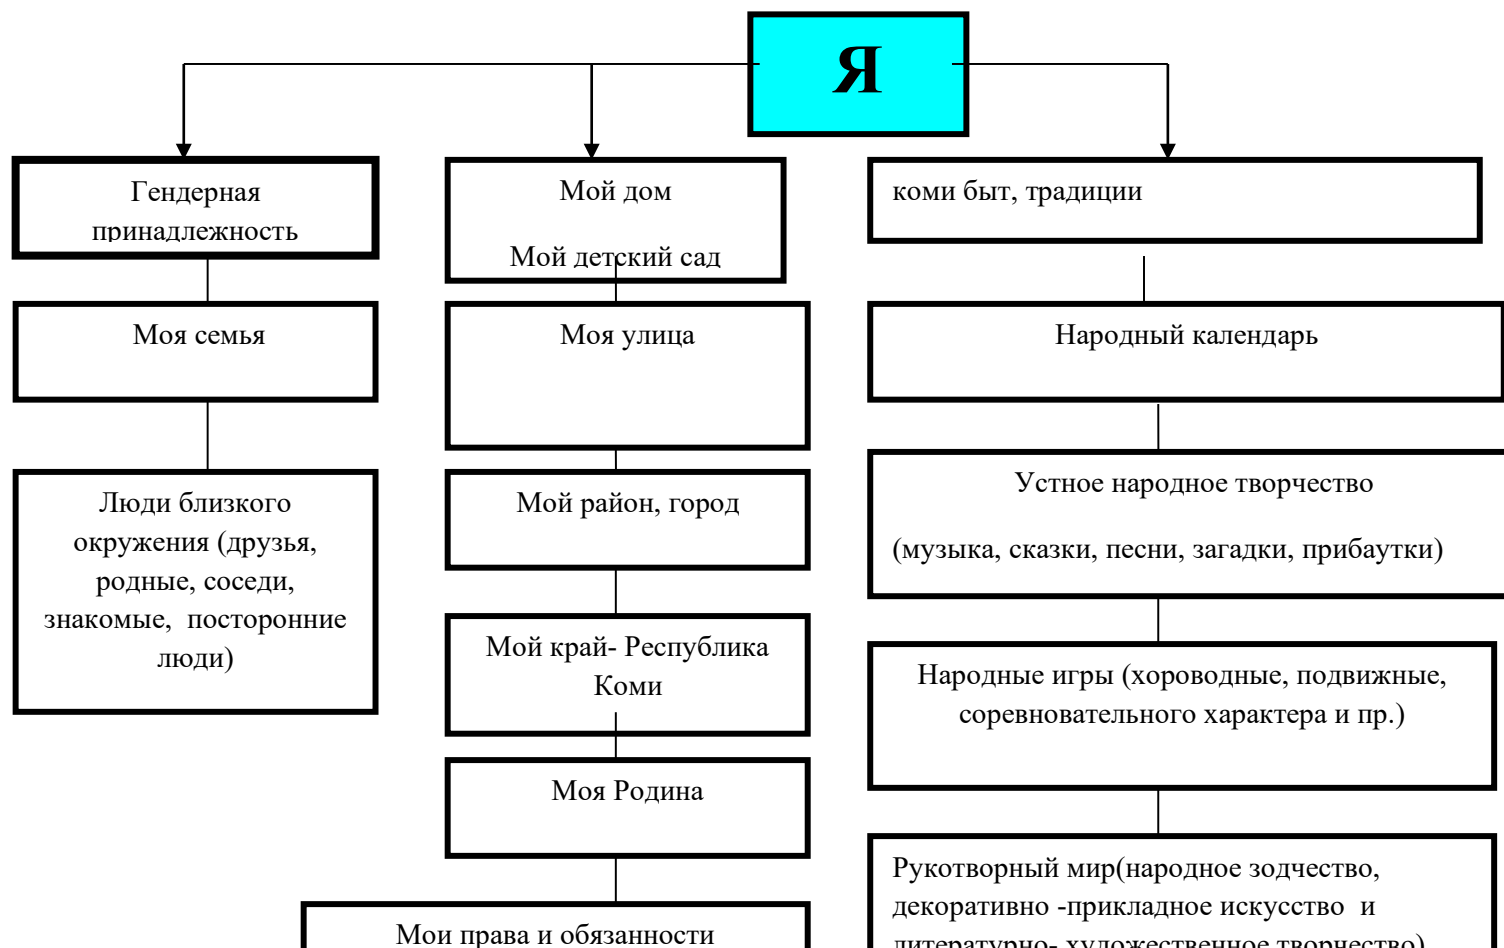 Я
Гендерная
принадлежность
Моя семья
Люди близкого
окружения (друзья,
родные, соседи,
знакомые,  посторонние
люди)
Мой дом
Мой детский сад
Моя улица
Мой район, город
Мой край- Республика
Коми
Моя Родина
Мои права и обязанности
коми быт, традиции
Народный календарь
Устное народное творчество
(музыка, сказки, песни, загадки, прибаутки)
Народные игры (хороводные, подвижные,
соревновательного характера и пр.)
Рукотворный мир(народное зодчество,
декоративно -прикладное искусство  и
литературно- художественное творчество)